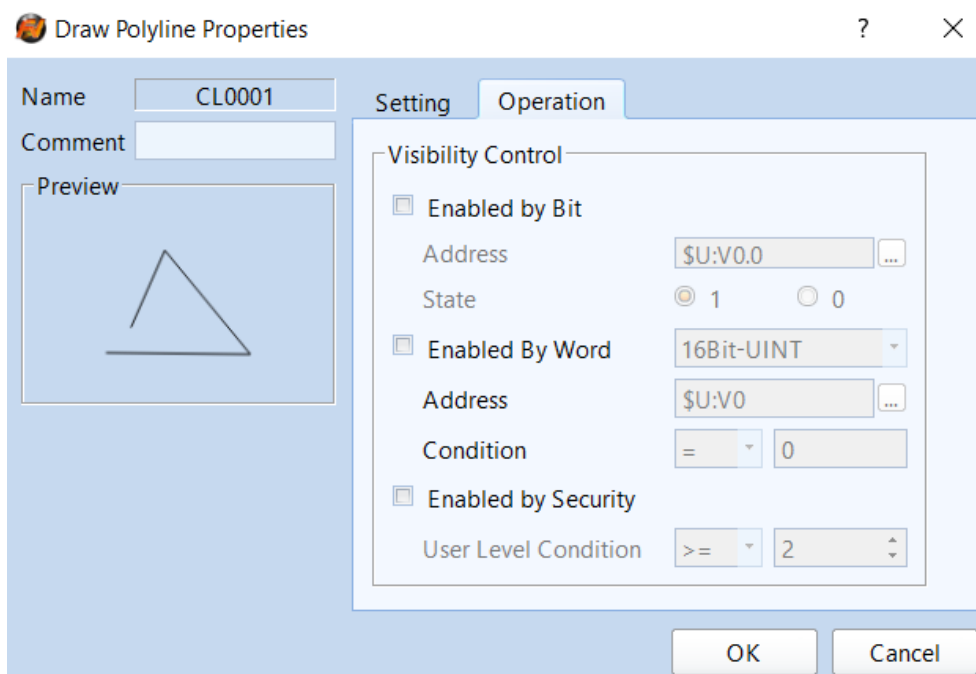 Draw Polyline Properties ? ×
Name CL0001
Comment
Preview
Setting Operation
Visibility Control
Enabled by Bit
Address $U:V0.0 ...
State 1 0
Enabled By Word 16Bit-UINT
Address $U:V0 ...
Condition = 0
Enabled by Security
User Level Condition >= 2
OK Cancel